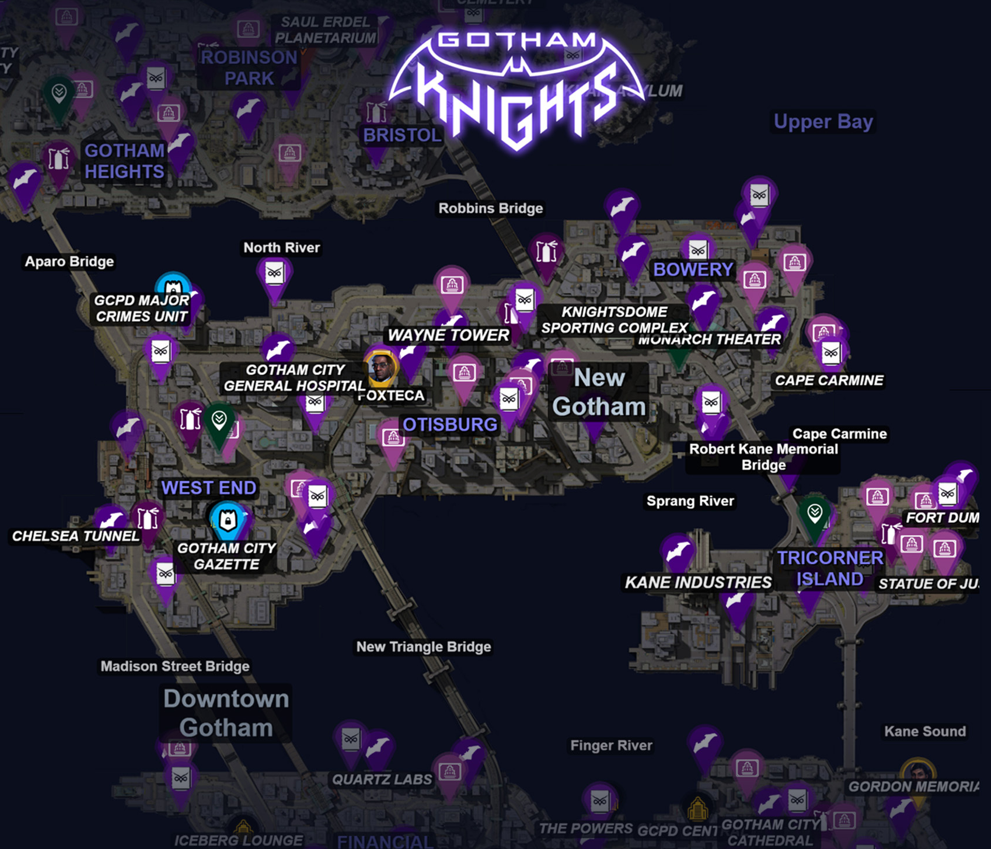 CEMETERY
SAUL ERDEL
PLANETARIUM
GOTHAM
KNIGHTS
ROBINSON
PARK
ASYLUM
Upper Bay
BRISTOL
GOTHAM
HEIGHTS
Robbins Bridge
Aparo Bridge
North River
BOWERY
GCPD MAJOR
CRIMES UNIT
KNIGHTSDOME
SPORTING COMPLEX
WAYNE TOWER
MONARCH THEATER
GOTHAM CITY
GENERAL HOSPITAL
FOXTECA
New
Gotham
CAPE CARMINE
OTISBURG
Cape Carmine
Robert Kane Memorial
Bridge
WEST END
Sprang River
FORT DUM
CHELSEA TUNNEL
GOTHAM CITY
GAZETTE
TRICORNER
ISLAND
KANE INDUSTRIES
STATUE OF JU
New Triangle Bridge
Madison Street Bridge
Downtown
Gotham
Finger River
Kane Sound
QUARTZ LABS
GORDON MEMORIA
THE POWERS
GCPD CENT
GOTHAM CITY
CATHEDRAL
ICEBERG LOUNGE
FINANCIAL